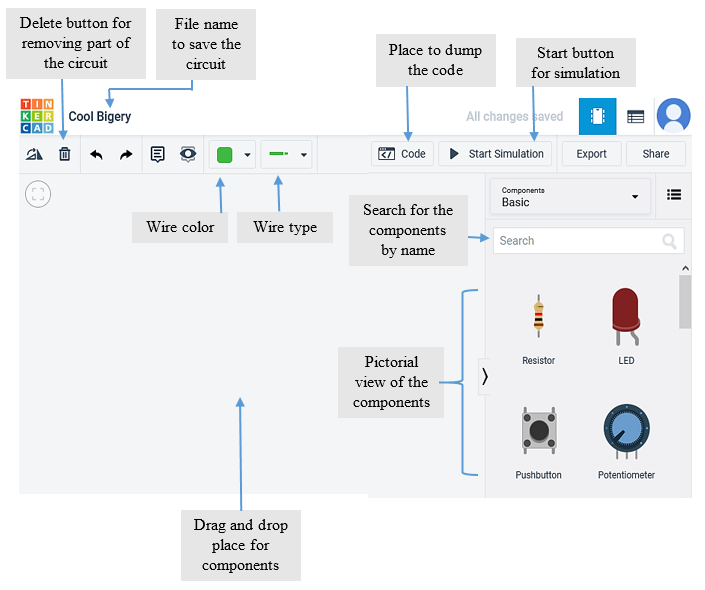 Delete button for
removing part of
the circuit
File name
to save the
circuit
Place to dump
the code
Start button
for simulation
TIN
KER
CAD
Cool Bigery
All changes saved
Code
Start Simulation
Export
Share
Wire color
Wire type
Search for the
components
by name
Components
Basic
Search
Resistor
LED
Pictorial
view of the
components
Pushbutton
Potentiometer
Drag and drop
place for
components